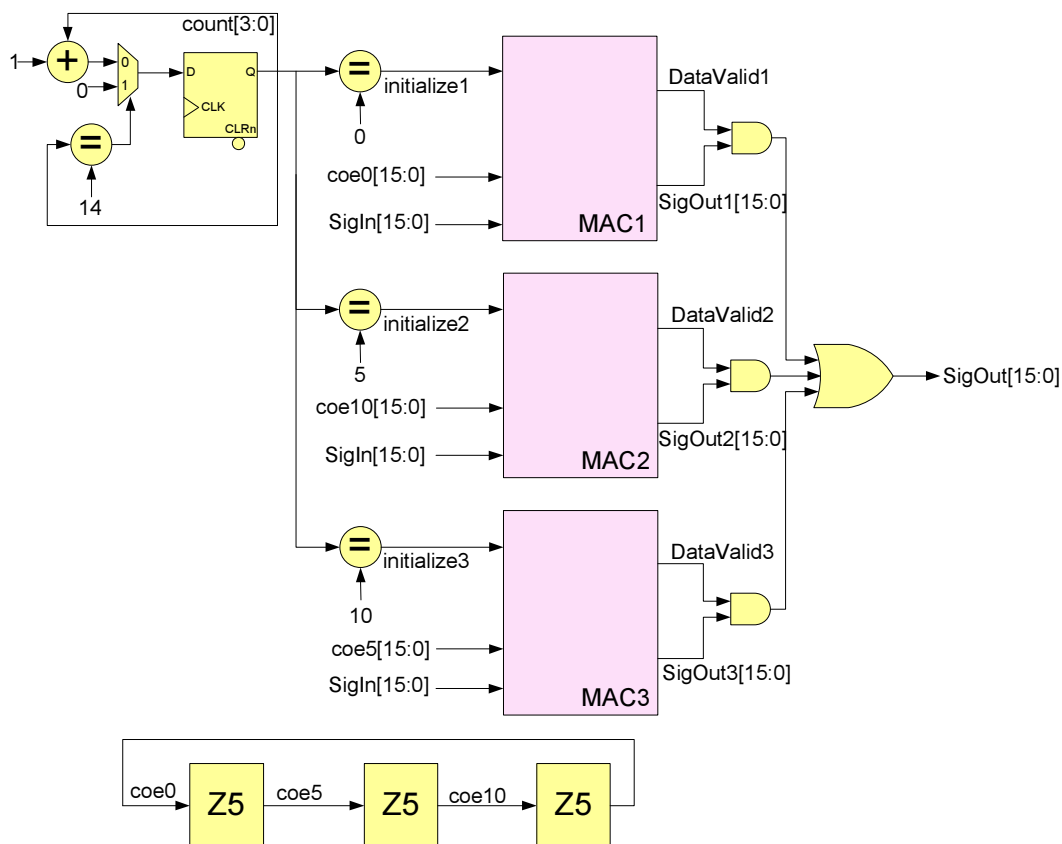 count[3:0]
1
+
0
1
0
D
Q
CLK
CLRn
=
14
=
initialize1
0
coe0[15:0]
SigIn[15:0]
MAC1
DataValid1
SigOut1[15:0]
=
initialize2
5
coe10[15:0]
SigIn[15:0]
MAC2
DataValid2
SigOut2[15:0]
SigOut[15:0]
=
initialize3
10
coe5[15:0]
SigIn[15:0]
MAC3
DataValid3
SigOut3[15:0]
coe0
Z5
coe5
Z5
coe10
Z5